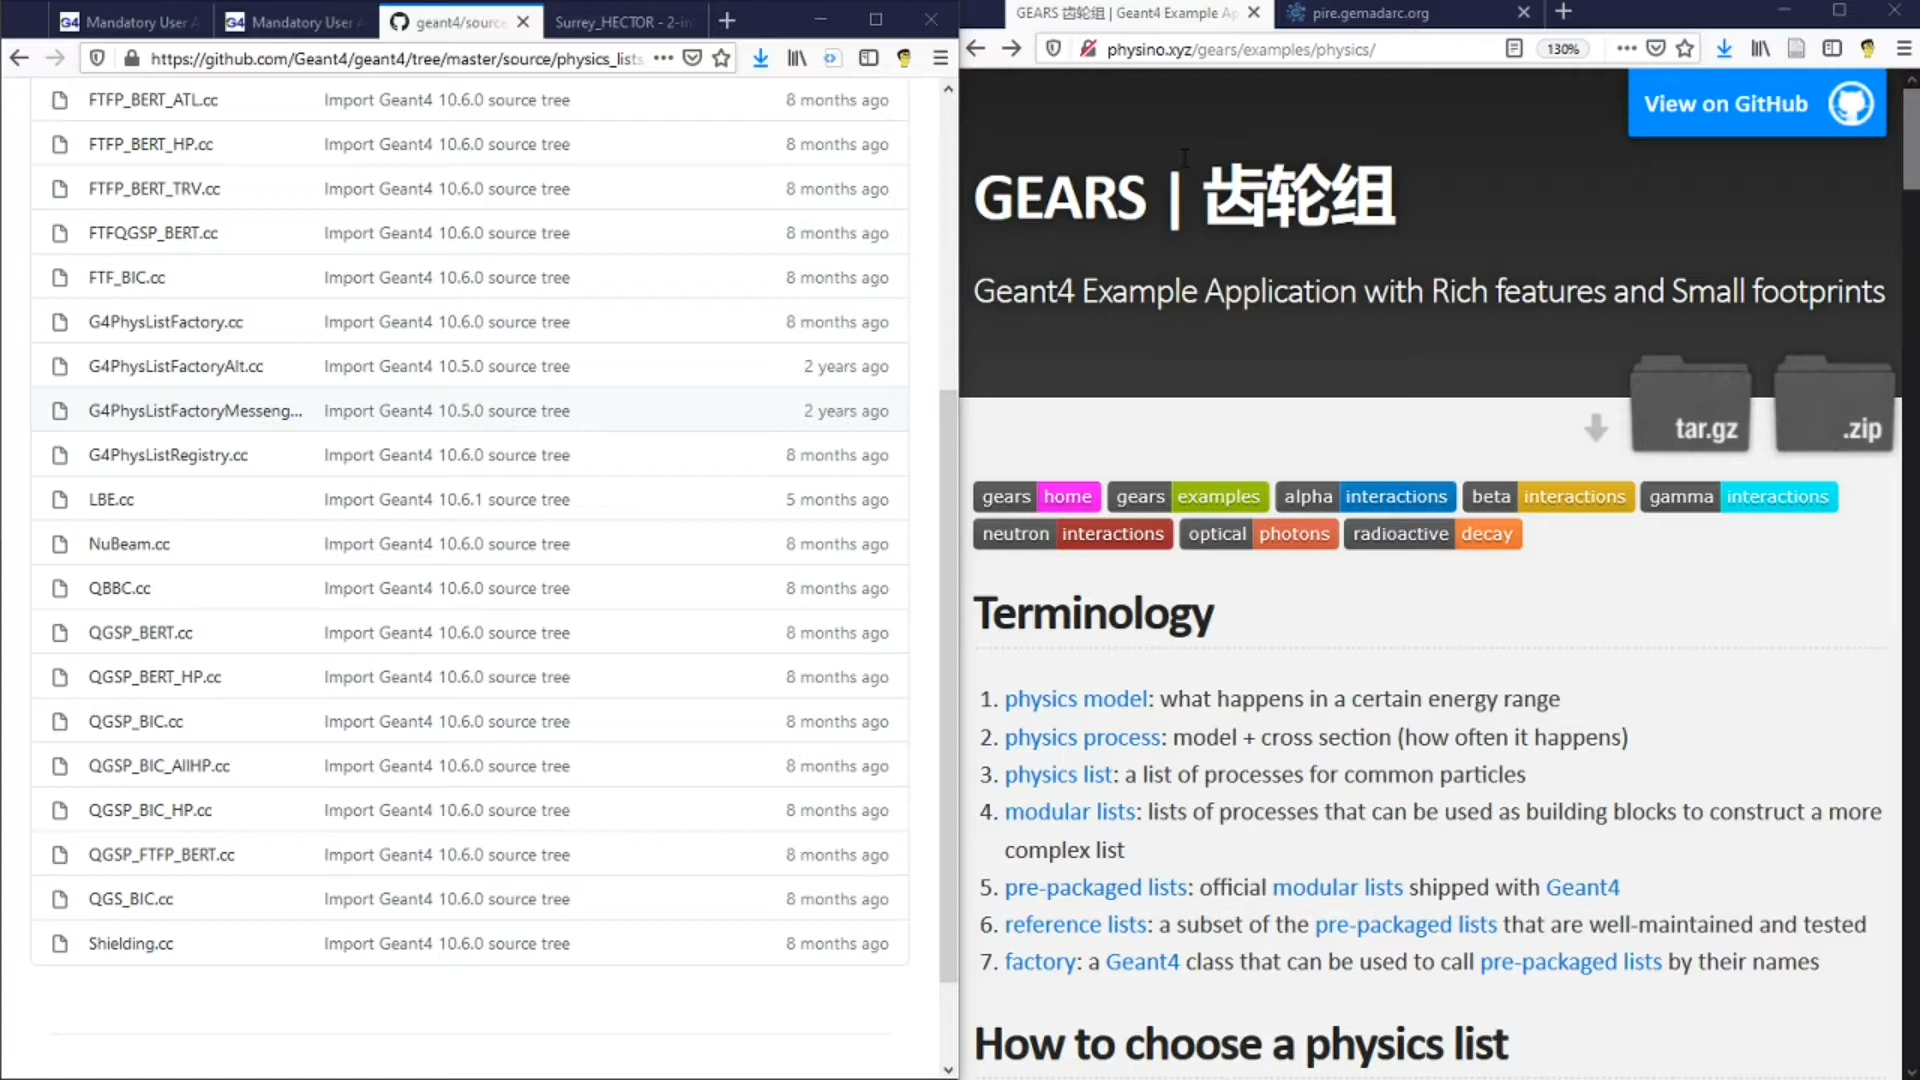 Mandatory User A
Mandatory User A
geant4/source
Surrey_HECTOR - 2-in
https://github.com/Geant4/geant4/tree/master/source/physics_lists
FTFP_BERT_ATL.cc Import Geant4 10.6.0 source tree 8 months ago
FTFP_BERT_HP.cc Import Geant4 10.6.0 source tree 8 months ago
FTFP_BERT_TRV.cc Import Geant4 10.6.0 source tree 8 months ago
FTFQGSP_BERT.cc Import Geant4 10.6.0 source tree 8 months ago
FTF_BIC.cc Import Geant4 10.6.0 source tree 8 months ago
G4PhysListFactory.cc Import Geant4 10.6.0 source tree 8 months ago
G4PhysListFactoryAlt.cc Import Geant4 10.5.0 source tree 2 years ago
G4PhysListFactoryMesseng... Import Geant4 10.5.0 source tree 2 years ago
G4PhysListRegistry.cc Import Geant4 10.6.0 source tree 8 months ago
LBE.cc Import Geant4 10.6.1 source tree 5 months ago
NuBeam.cc Import Geant4 10.6.0 source tree 8 months ago
QBBC.cc Import Geant4 10.6.0 source tree 8 months ago
QGSP_BERT.cc Import Geant4 10.6.0 source tree 8 months ago
QGSP_BERT_HP.cc Import Geant4 10.6.0 source tree 8 months ago
QGSP_BIC.cc Import Geant4 10.6.0 source tree 8 months ago
QGSP_BIC_AllHP.cc Import Geant4 10.6.0 source tree 8 months ago
QGSP_BIC_HP.cc Import Geant4 10.6.0 source tree 8 months ago
QGSP_FTFP_BERT.cc Import Geant4 10.6.0 source tree 8 months ago
QGS_BIC.cc Import Geant4 10.6.0 source tree 8 months ago
Shielding.cc Import Geant4 10.6.0 source tree 8 months ago
GEARS 齿轮组 | Geant4 Example Ap
pire.gemadarc.org
physino.xyz/gears/examples/physics/
130%
View on GitHub
GEARS | 齿轮组
Geant4 Example Application with Rich features and Small footprints
tar.gz
.zip
gears home gears examples alpha interactions beta interactions gamma interactions
neutron interactions optical photons radioactive decay
Terminology
1. physics model: what happens in a certain energy range
2. physics process: model + cross section (how often it happens)
3. physics list: a list of processes for common particles
4. modular lists: lists of processes that can be used as building blocks to construct a more
complex list
5. pre-packaged lists: official modular lists shipped with Geant4
6. reference lists: a subset of the pre-packaged lists that are well-maintained and tested
7. factory: a Geant4 class that can be used to call pre-packaged lists by their names
How to choose a physics list